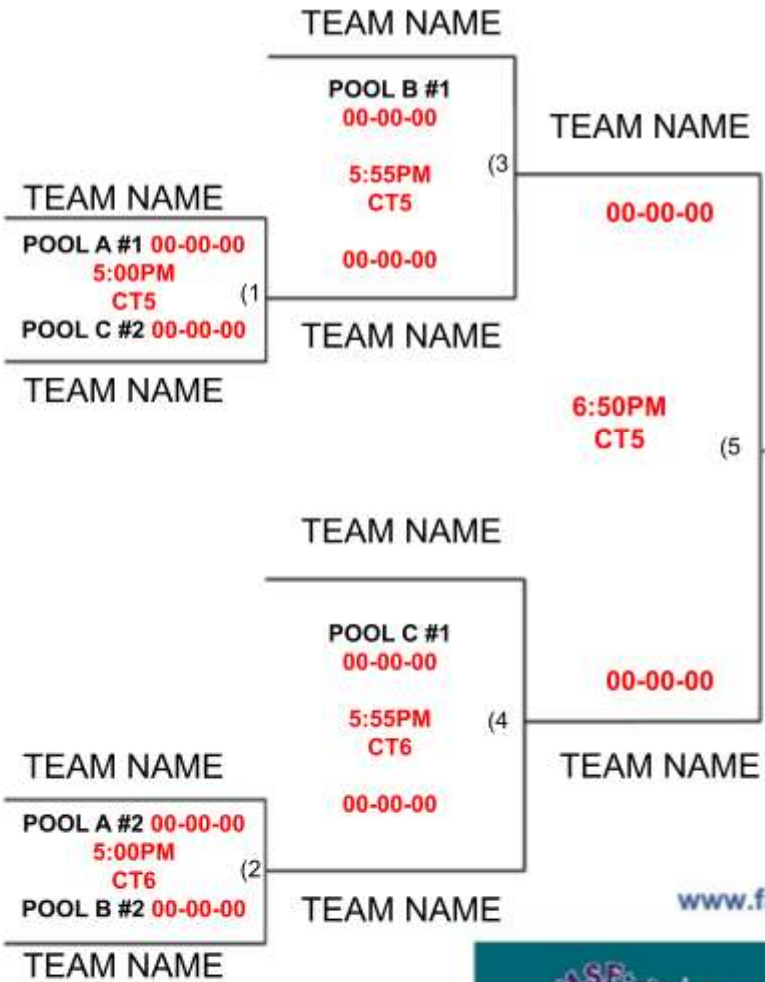 TEAM NAME
POOL B #1
00-00-00
5:55PM
CT5
(3
00-00-00
TEAM NAME
TEAM NAME
00-00-00
TEAM NAME
POOL A #1 00-00-00
5:00PM
CT5
(1
POOL C #2 00-00-00
TEAM NAME
6:50PM
CT5
(5
TEAM NAME
POOL C #1
00-00-00
5:55PM
CT6
(4
00-00-00
TEAM NAME
00-00-00
TEAM NAME
TEAM NAME
POOL A #2 00-00-00
5:00PM
CT6
(2
POOL B #2 00-00-00
TEAM NAME
www.f